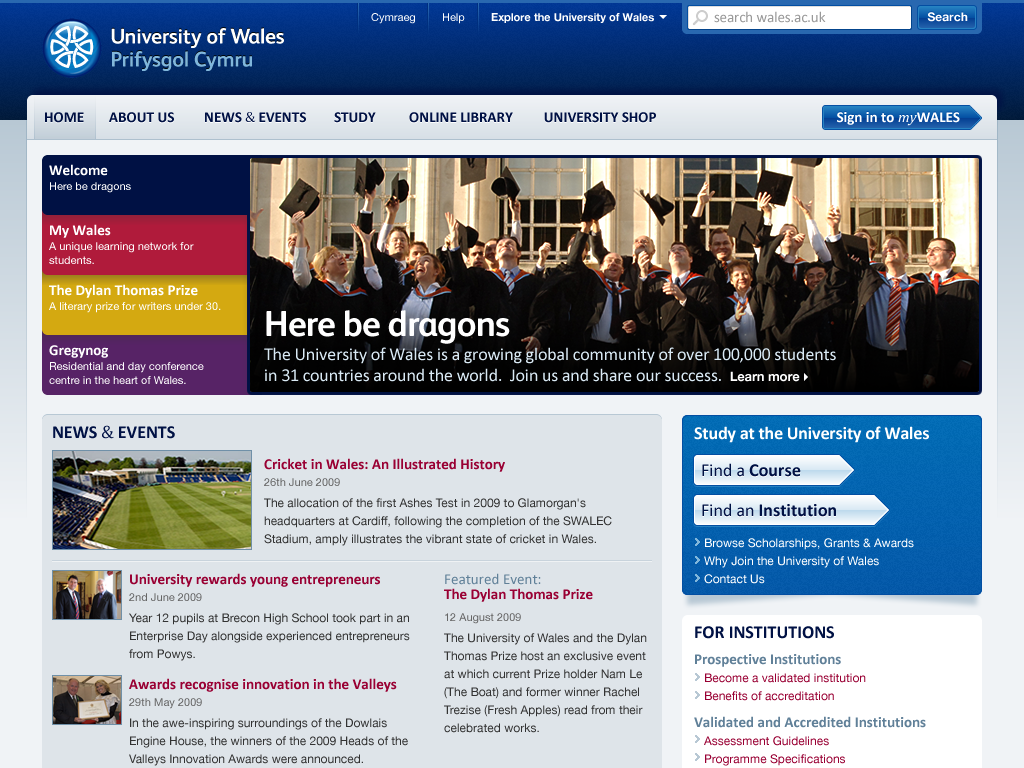 Cymraeg
Help
Explore the University of Wales
search wales.ac.uk
Search
University of Wales
Prifysgol Cymru
HOME
ABOUT US
NEWS & EVENTS
STUDY
ONLINE LIBRARY
UNIVERSITY SHOP
Sign in to myWALES
Welcome
Here be dragons
My Wales
A unique learning network for
students.
The Dylan Thomas Prize
A literary prize for writers under 30.
Gregynog
Residential and day conference
centre in the heart of Wales.
Here be dragons
The University of Wales is a growing global community of over 100,000 students
in 31 countries around the world. Join us and share our success. Learn more
NEWS & EVENTS
Cricket in Wales: An Illustrated History
26th June 2009
The allocation of the first Ashes Test in 2009 to Glamorgan's
headquarters at Cardiff, following the completion of the SWALEC
Stadium, amply illustrates the vibrant state of cricket in Wales.
University rewards young entrepreneurs
2nd June 2009
Year 12 pupils at Brecon High School took part in an
Enterprise Day alongside experienced entrepreneurs
from Powys.
Awards recognise innovation in the Valleys
29th May 2009
In the awe-inspiring surroundings of the Dowlais
Engine House, the winners of the 2009 Heads of the
Valleys Innovation Awards were announced.
Featured Event:
The Dylan Thomas Prize
12 August 2009
The University of Wales and the Dylan
Thomas Prize host an exclusive event
at which current Prize holder Nam Le
(The Boat) and former winner Rachel
Trezise (Fresh Apples) read from their
celebrated works.
Study at the University of Wales
Find a Course
Find an Institution
Browse Scholarships, Grants & Awards
Why Join the University of Wales
Contact Us
FOR INSTITUTIONS
Prospective Institutions
Become a validated institution
Benefits of accreditation
Validated and Accredited Institutions
Assessment Guidelines
Programme Specifications